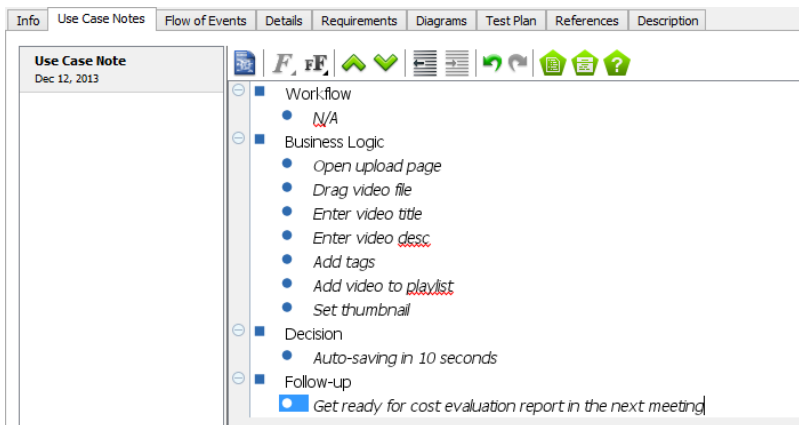 Info Use Case Notes Flow of Events Details Requirements Diagrams Test Plan References Description
Use Case Note
Dec 12, 2013
F FF ?
Workflow
N/A
Business Logic
Open upload page
Drag video file
Enter video title
Enter video desc
Add tags
Add video to playlist
Set thumbnail
Decision
Auto-saving in 10 seconds
Follow-up
Get ready for cost evaluation report in the next meeting